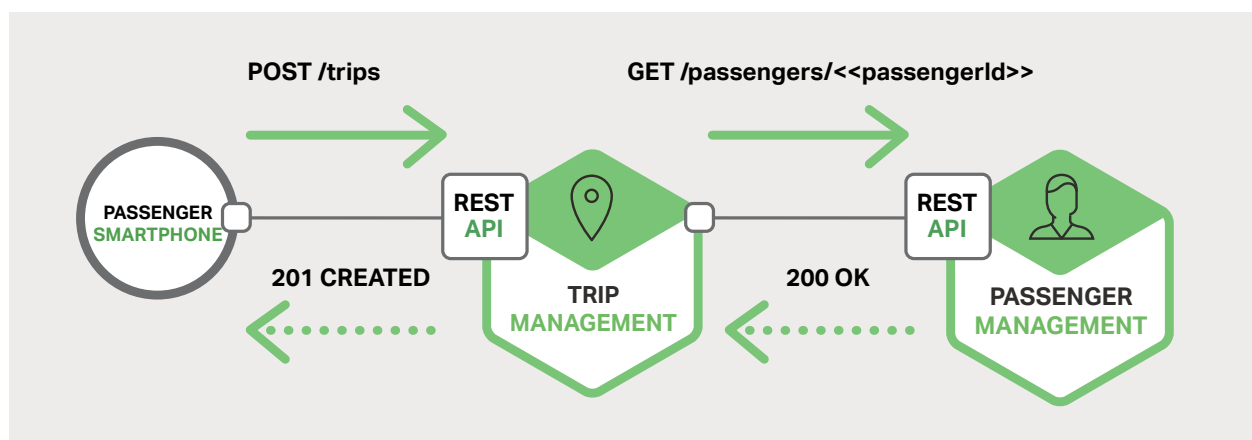 POST /trips
GET /passengers/<<passengerId>>
PASSENGER
SMARTPHONE
REST
API
REST
API
201 CREATED
TRIP
MANAGEMENT
200 OK
PASSENGER
MANAGEMENT